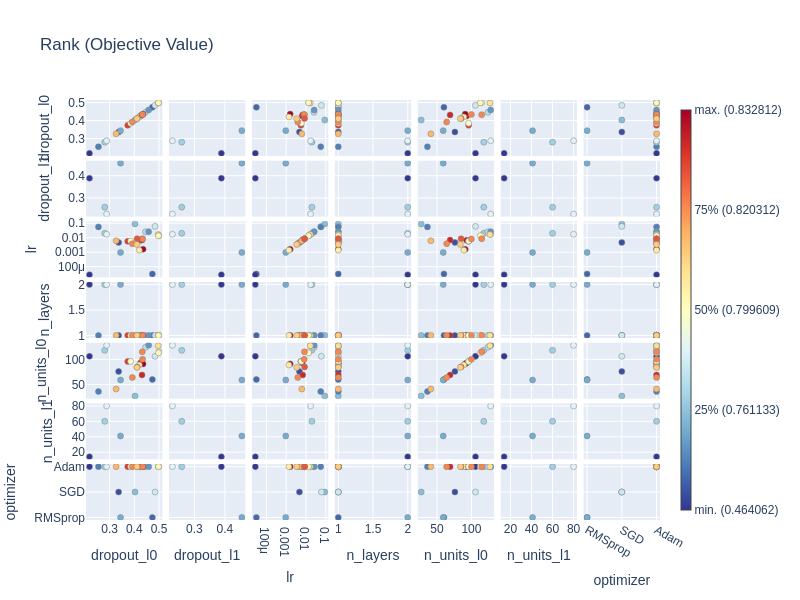 Rank (Objective Value)
dropout_l0
0.5
0.4
0.3
dropout_l1
0.4
0.3
lr
0.1
0.01
0.001
100μ
n_layers
2
1.5
1
n_units_l0
100
50
n_units_l1
80
60
40
20
optimizer
Adam
SGD
RMSprop
0.3 0.4 0.5
0.3 0.4
100μ 0.001 0.01 0.1
1 1.5 2
50 100
20 40 60 80
RMSprop SGD Adam
dropout_l0 dropout_l1 lr n_layers n_units_l0 n_units_l1 optimizer
max. (0.832812)
75% (0.820312)
50% (0.799609)
25% (0.761133)
min. (0.464062)